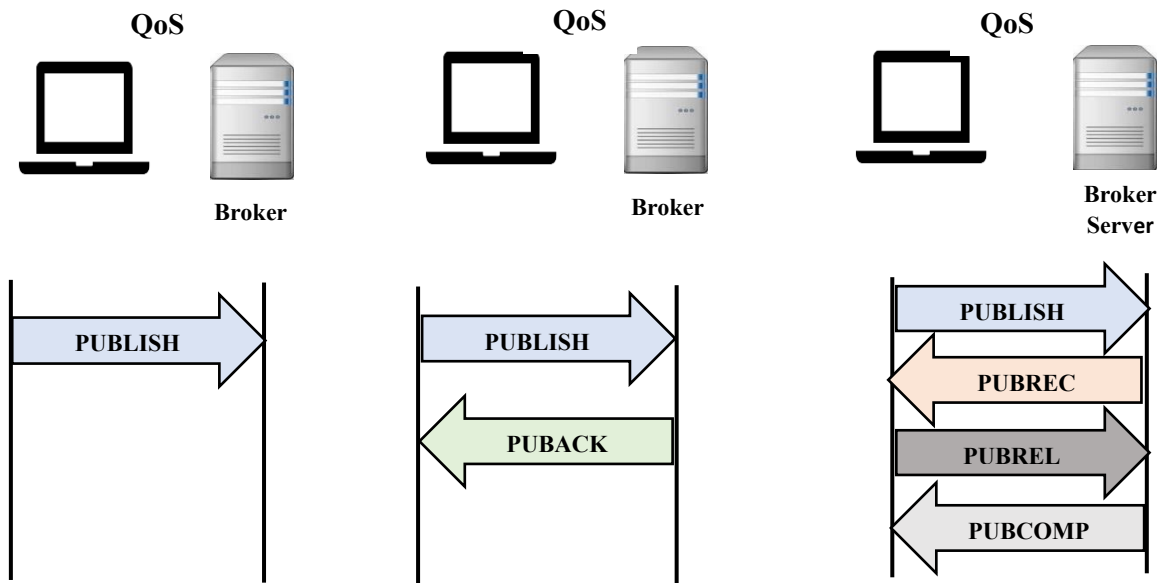 QoS
Broker
PUBLISH
QoS
Broker
PUBLISH
PUBACK
QoS
Broker
Server
PUBLISH
PUBREC
PUBREL
PUBCOMP